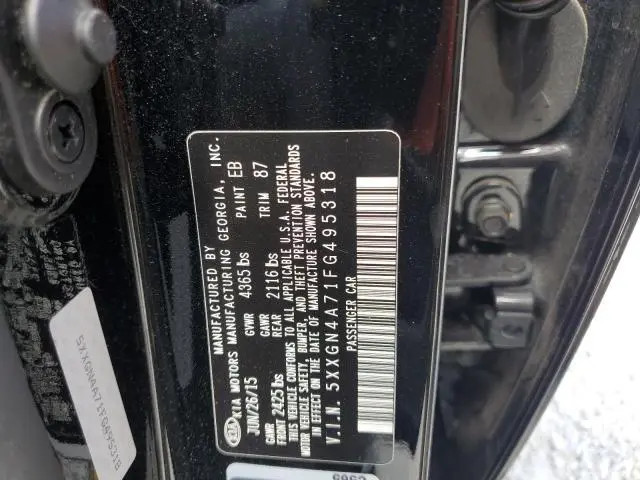 MANUFACTURED BY
KIA KIA MOTORS MANUFACTURING GEORGIA, INC.
JUN/26/15 GVWR 4365 lbs PAINT EB
GAWR FRONT 2425 lbs GAWR REAR 2116 lbs TRIM 87
THIS VEHICLE CONFORMS TO ALL APPLICABLE U.S.A. FEDERAL
MOTOR VEHICLE SAFETY, BUMPER, AND THEFT PREVENTION STANDARDS
IN EFFECT ON THE DATE OF MANUFACTURE SHOWN ABOVE.
V.I.N. 5XXGN4A71FG495318
PASSENGER CAR
5XXGN4A71FG495318